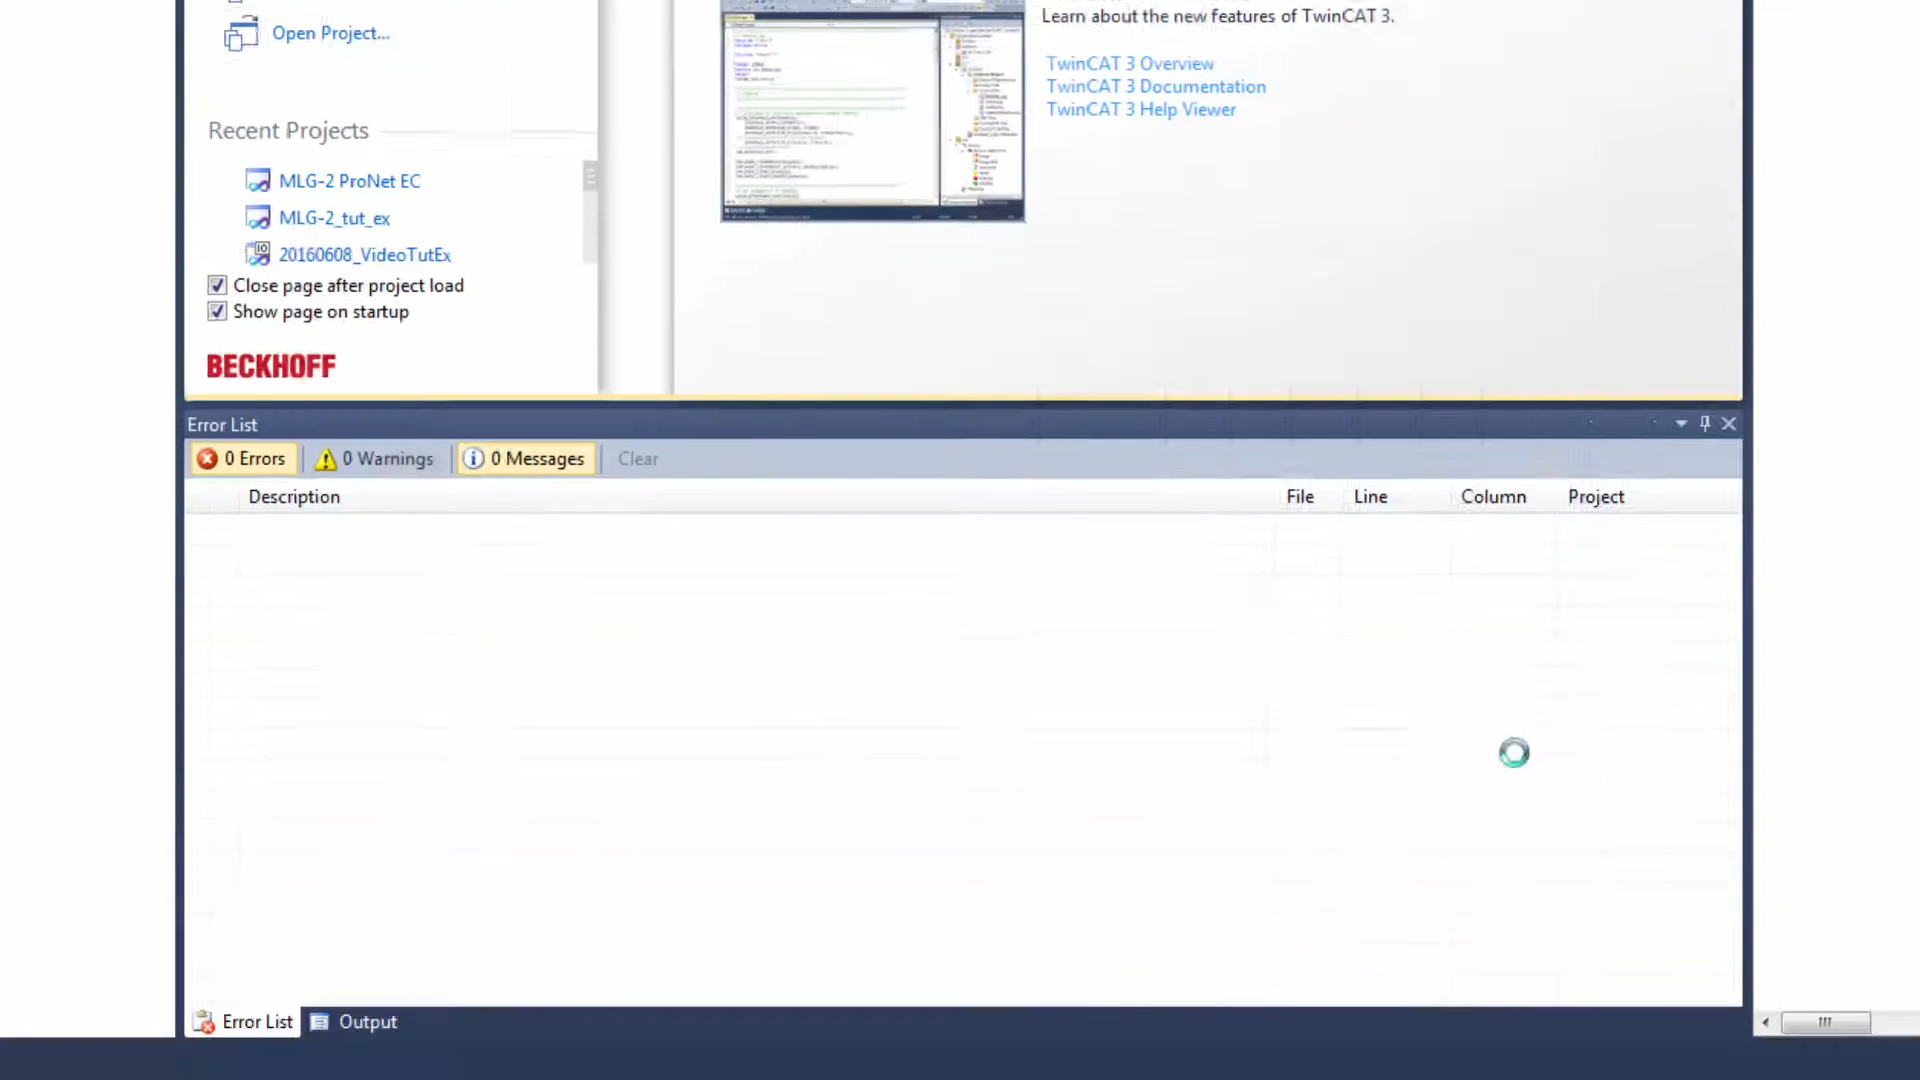 Learn about the new features of TwinCAT 3.
Open Project...
TwinCAT 3 Overview
TwinCAT 3 Documentation
TwinCAT 3 Help Viewer
Recent Projects
MLG-2 ProNet EC
MLG-2_tut_ex
20160608_VideoTutEx
Close page after project load
Show page on startup
BECKHOFF
Error List
0 Errors 0 Warnings 0 Messages Clear
Description File Line Column Project
Error List Output